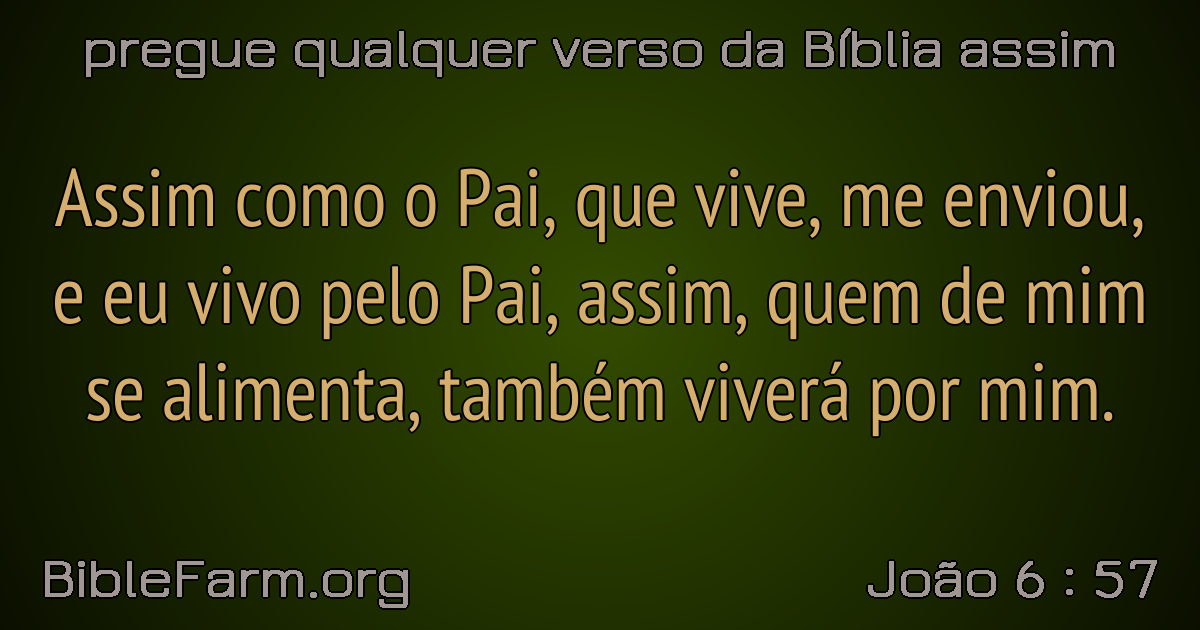 pregue qualquer verso da Bíblia assim
Assim como o Pai, que vive, me enviou,
e eu vivo pelo Pai, assim, quem de mim
se alimenta, também viverá por mim.
BibleFarm.org
João 6 : 57